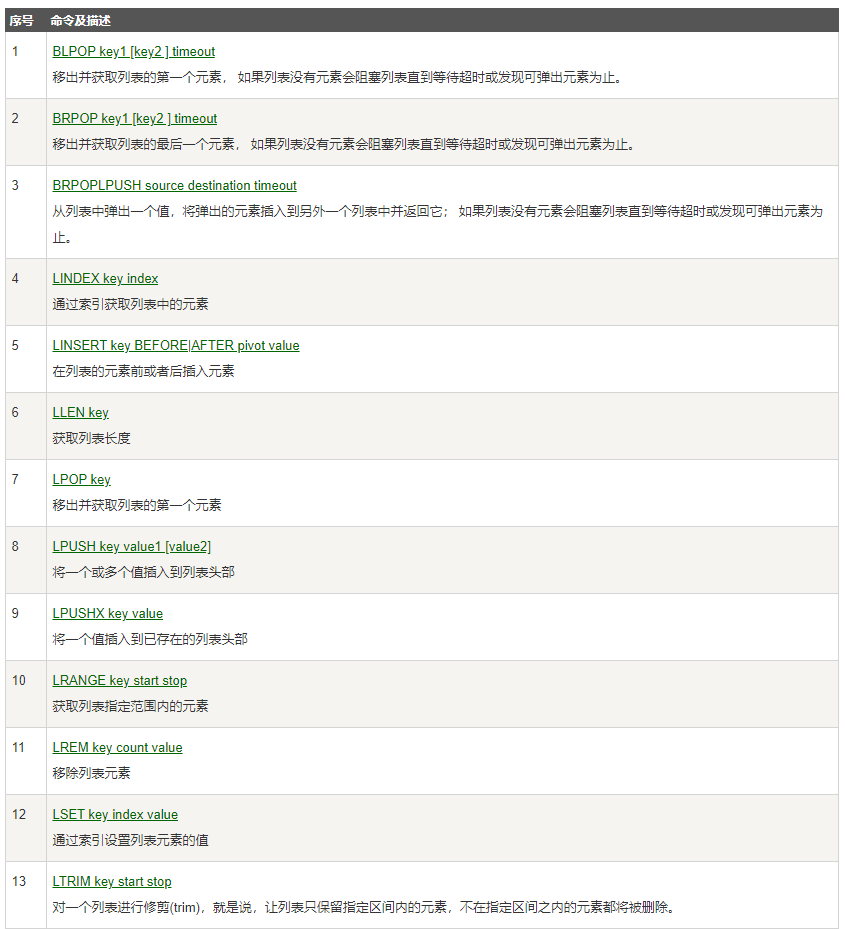 序号 命令及描述
1 BLPOP key1 [key2 ] timeout
移出并获取列表的第一个元素， 如果列表没有元素会阻塞列表直到等待超时或发现可弹出元素为止。
2 BRPOP key1 [key2 ] timeout
移出并获取列表的最后一个元素， 如果列表没有元素会阻塞列表直到等待超时或发现可弹出元素为止。
3 BRPOPLPUSH source destination timeout
从列表中弹出一个值，将弹出的元素插入到另外一个列表中并返回它； 如果列表没有元素会阻塞列表直到等待超时或发现可弹出元素为
止。
4 LINDEX key index
通过索引获取列表中的元素
5 LINSERT key BEFORE|AFTER pivot value
在列表的元素前或者后插入元素
6 LLEN key
获取列表长度
7 LPOP key
移出并获取列表的第一个元素
8 LPUSH key value1 [value2]
将一个或多个值插入到列表头部
9 LPUSHX key value
将一个值插入到已存在的列表头部
10 LRANGE key start stop
获取列表指定范围内的元素
11 LREM key count value
移除列表元素
12 LSET key index value
通过索引设置列表元素的值
13 LTRIM key start stop
对一个列表进行修剪(trim)，就是说，让列表只保留指定区间内的元素，不在指定区间之内的元素都将被删除。